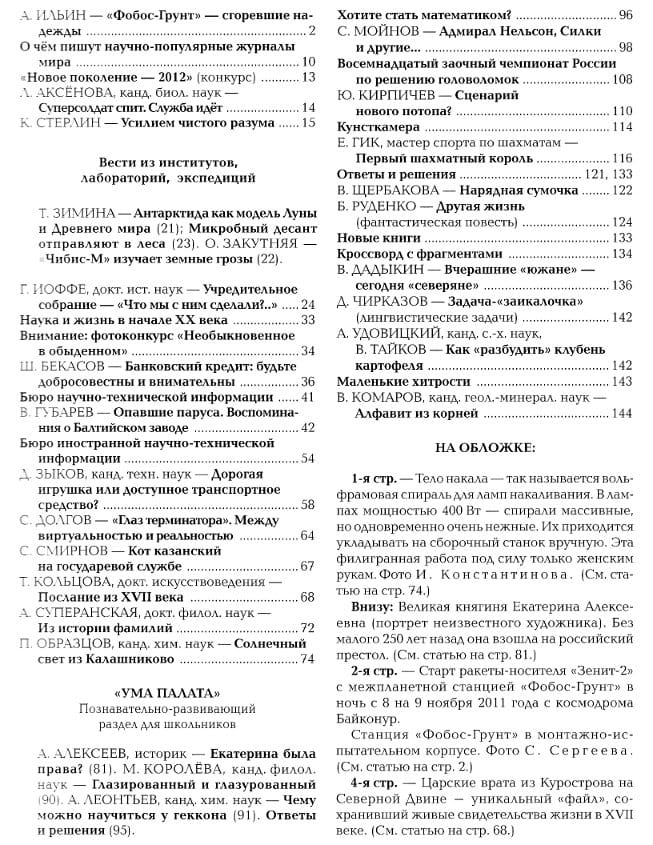 А. ИЛЬИН — «Фобос-Грунт» — сгоревшие на-
дежды ........ 2
О чём пишут научно-популярные журналы
мира ........ 10
«Новое поколение — 2012» (конкурс) ........ 13
Л. АКСЁНОВА, канд. биол. наук —
Суперсолдат спит. Служба идёт ........ 14
К. СТЕРЛИН — Усилием чистого разума ........ 15
Вести из институтов,
лабораторий, экспедиций
Т. ЗИМИНА — Антарктида как модель Луны
и Древнего мира (21); Микробный десант
отправляют в леса (23). О. ЗАКУТНЯЯ —
«Чибис-М» изучает земные грозы (22).
Г. ИОФФЕ, докт. ист. наук — Учредительное
собрание — «Что мы с ним сделали?..» ..... 24
Наука и жизнь в начале XX века ........ 33
Внимание: фотоконкурс «Необыкновенное
в обыденном» ........ 34
Ш. БЕКАСОВ — Банковский кредит: будьте
добросовестны и внимательны ........ 36
Бюро научно-технической информации ..... 41
В. ГУБАРЕВ — Опавшие паруса. Воспомина-
ния о Балтийском заводе ........ 42
Бюро иностранной научно-технической
информации ........ 54
Д. ЗЫКОВ, канд. техн. наук — Дорогая
игрушка или доступное транспортное
средство? ........ 58
С. ДОЛГОВ — «Глаз терминатора». Между
виртуальностью и реальностью ........ 64
С. СМИРНОВ — Кот казанский
на государевой службе ........ 67
Т. КОЛЬЦОВА, докт. искусствоведения —
Послание из XVII века ........ 68
А. СУПЕРАНСКАЯ, докт. филол. наук —
Из истории фамилий ........ 72
П. ОБРАЗЦОВ, канд. хим. наук — Солнечный
свет из Калашниково ........ 74
«УМА ПАЛАТА»
Познавательно-развивающий
раздел для школьников
А. АЛЕКСЕЕВ, историк — Екатерина была
права? (81). М. КОРОЛЁВА, канд. филол.
наук — Глазированный и глазурованный
(90). А. ЛЕОНТЬЕВ, канд. хим. наук — Чему
можно научиться у геккона (91). Ответы
и решения (95).
Хотите стать математиком? ........ 96
С. МОЙНОВ — Адмирал Нельсон, Силки
и другие... ........ 98
Восемнадцатый заочный чемпионат России
по решению головоломок ........ 108
Ю. КИРПИЧЕВ — Сценарий
нового потопа? ........ 110
Кунсткамера ........ 114
Е. ГИК, мастер спорта по шахматам —
Первый шахматный король ........ 116
Ответы и решения ........ 121, 133
В. ЩЕРБАКОВА — Нарядная сумочка ....... 122
Б. РУДЕНКО — Другая жизнь
(фантастическая повесть) ........ 124
Новые книги ........ 133
Кроссворд с фрагментами ........ 134
В. ДАДЫКИН — Вчерашние «южане» —
сегодня «северяне» ........ 136
Д. ЧИРКАЗОВ — Задача-«заикалочка»
(лингвистические задачи) ........ 142
А. УДОВИЦКИЙ, канд. с.-х. наук,
В. ТАЙКОВ — Как «разбудить» клубень
картофеля ........ 142
Маленькие хитрости ........ 143
В. КОМАРОВ, канд. геол.-минерал. наук —
Алфавит из корней ........ 144
НА ОБЛОЖКЕ:
1-я стр. — Тело накала — так называется воль-
фрамовая спираль для ламп накаливания. В лам-
пах мощностью 400 Вт — спирали массивные,
но одновременно очень нежные. Их приходится
укладывать на сборочный станок вручную. Эта
филигранная работа под силу только женским
рукам. Фото И. Константинова. (См. ста-
тью на стр. 74.)
Внизу: Великая княгиня Екатерина Алексе-
евна (портрет неизвестного художника). Без
малого 250 лет назад она взошла на российский
престол. (См. статью на стр. 81.)
2-я стр. — Старт ракеты-носителя «Зенит-2»
с межпланетной станцией «Фобос-Грунт» в
ночь с 8 на 9 ноября 2011 года с космодрома
Байконур.
Станция «Фобос-Грунт» в монтажно-ис-
пытательном корпусе. Фото С. Сергеева.
(См. статью на стр. 2.)
4-я стр. — Царские врата из Курострова на
Северной Двине — уникальный «файл», со-
хранивший живые свидетельства жизни в XVII
веке. (См. статью на стр. 68.)